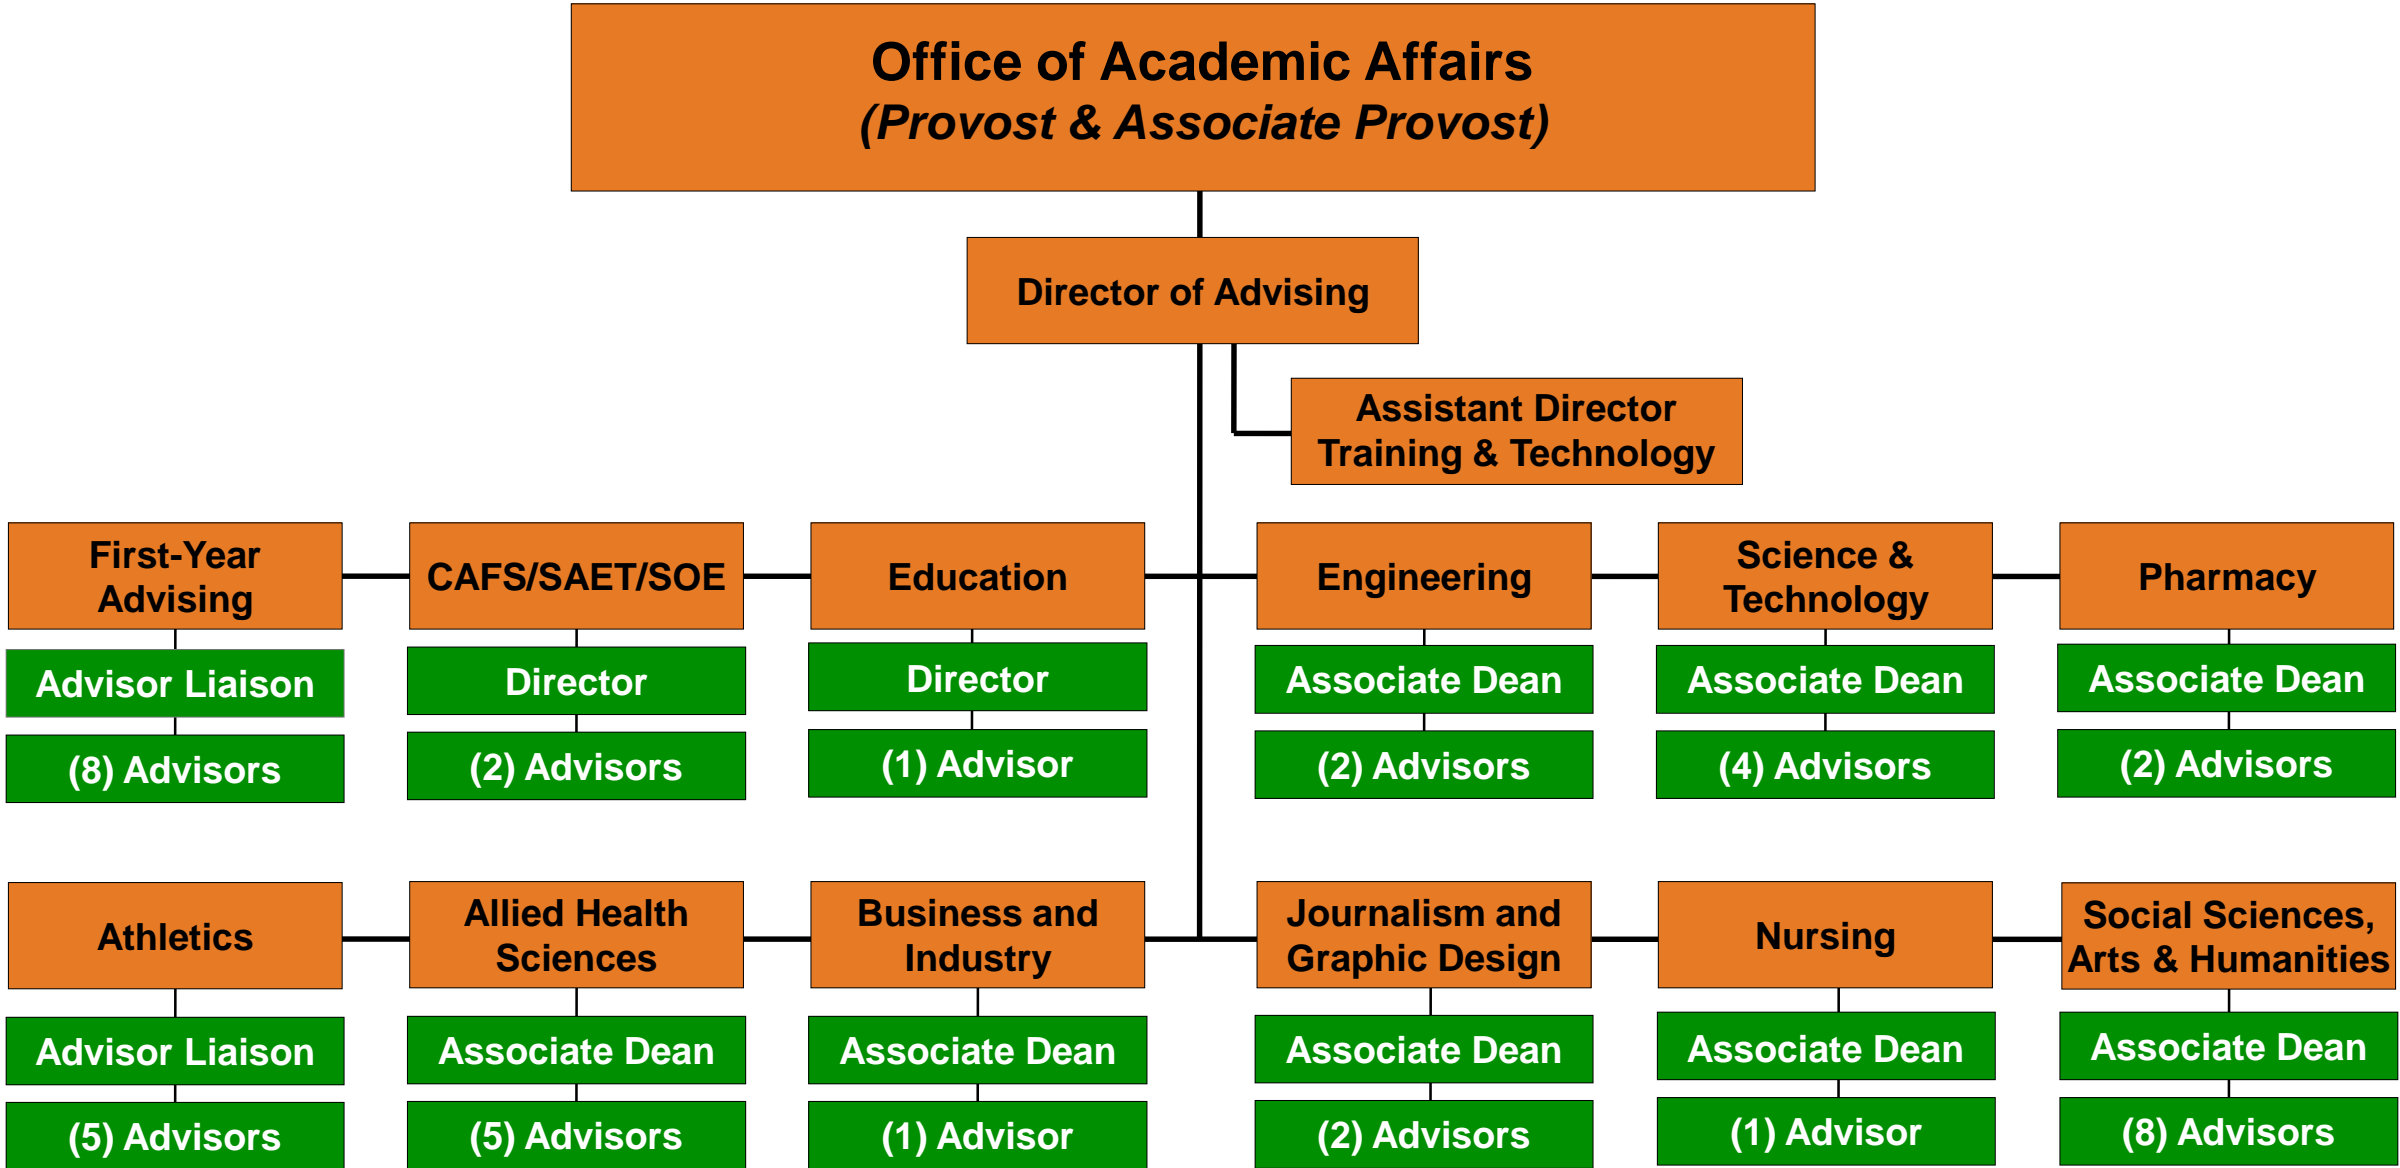 Office of Academic Affairs
(Provost & Associate Provost)
Director of Advising
Assistant Director
Training & Technology
First-Year
Advising
Advisor Liaison
(8) Advisors
CAFS/SAET/SOE
Director
(2) Advisors
Education
Director
(1) Advisor
Engineering
Associate Dean
(2) Advisors
Science &
Technology
Associate Dean
(4) Advisors
Pharmacy
Associate Dean
(2) Advisors
Athletics
Advisor Liaison
(5) Advisors
Allied Health
Sciences
Associate Dean
(5) Advisors
Business and
Industry
Associate Dean
(1) Advisor
Journalism and
Graphic Design
Associate Dean
(2) Advisors
Nursing
Associate Dean
(1) Advisor
Social Sciences,
Arts & Humanities
Associate Dean
(8) Advisors